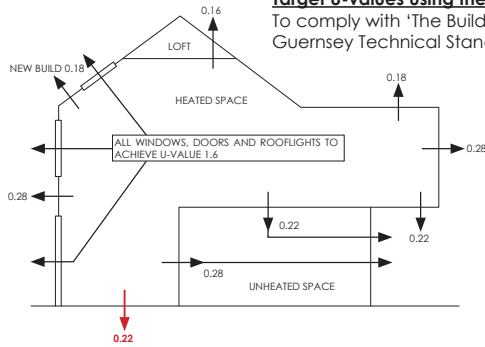 Target U-values using the
To comply with ‘The Build
Guernsey Technical Stand
0.16
LOFT
NEW BUILD 0.18
HEATED SPACE
0.18
ALL WINDOWS, DOORS AND ROOFLIGHTS TO
ACHIEVE U-VALUE 1.6
0.28
0.28
0.22
0.22
0.28
UNHEATED SPACE
0.22